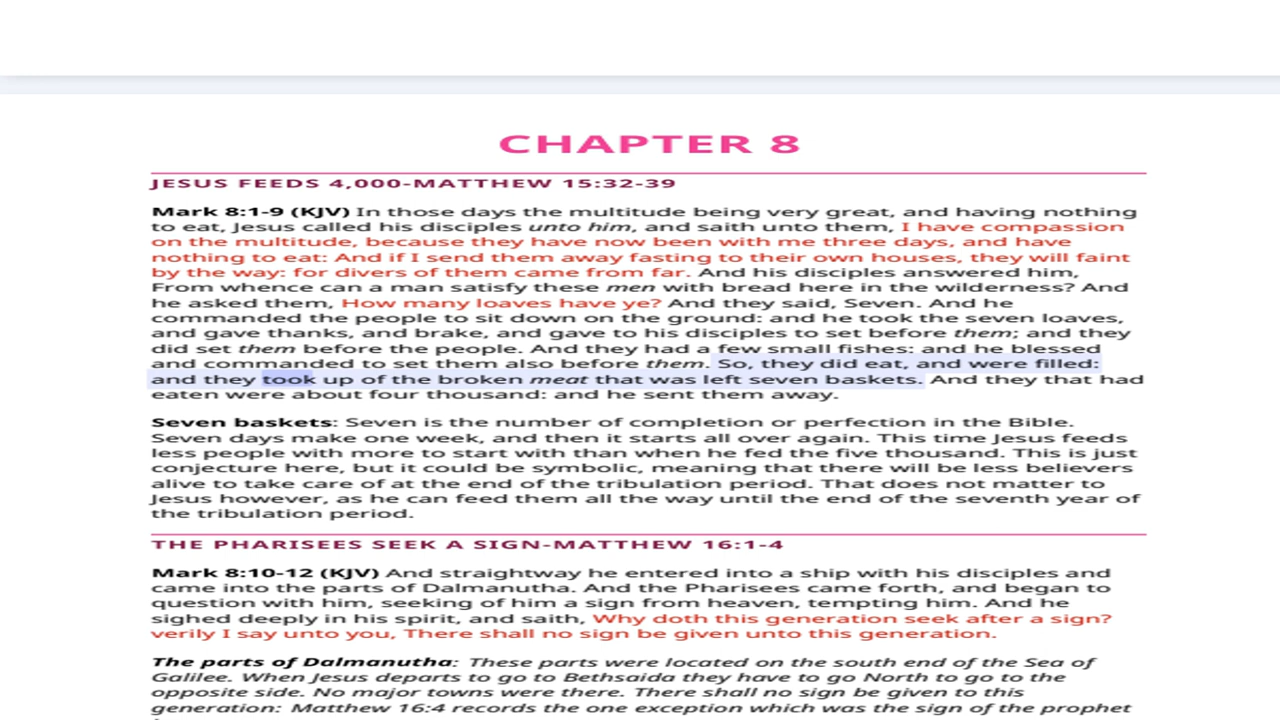 CHAPTER 8
JESUS FEEDS 4,000-MATTHEW 15:32-39
Mark 8:1-9 (KJV) In those days the multitude being very great, and having nothing
to eat, Jesus called his disciples unto him, and saith unto them, I have compassion
on the multitude, because they have now been with me three days, and have
nothing to eat: And if I send them away fasting to their own houses, they will faint
by the way: for divers of them came from far. And his disciples answered him,
From whence can a man satisfy these men with bread here in the wilderness? And
he asked them, How many loaves have ye? And they said, Seven. And he
commanded the people to sit down on the ground: and he took the seven loaves,
and gave thanks, and brake, and gave to his disciples to set before them; and they
did set them before the people. And they had a few small fishes: and he blessed
and commanded to set them also before them. So, they did eat, and were filled:
and they took up of the broken meat that was left seven baskets. And they that had
eaten were about four thousand: and he sent them away.
Seven baskets: Seven is the number of completion or perfection in the Bible.
Seven days make one week, and then it starts all over again. This time Jesus feeds
less people with more to start with than when he fed the five thousand. This is just
conjecture here, but it could be symbolic, meaning that there will be less believers
alive to take care of at the end of the tribulation period. That does not matter to
Jesus however, as he can feed them all the way until the end of the seventh year of
the tribulation period.
THE PHARISEES SEEK A SIGN-MATTHEW 16:1-4
Mark 8:10-12 (KJV) And straightway he entered into a ship with his disciples and
came into the parts of Dalmanutha. And the Pharisees came forth, and began to
question with him, seeking of him a sign from heaven, tempting him. And he
sighed deeply in his spirit, and saith, Why doth this generation seek after a sign?
verily I say unto you, There shall no sign be given unto this generation.
The parts of Dalmanutha: These parts were located on the south end of the Sea of
Galilee. When Jesus departs to go to Bethsaida they have to go North to go to the
opposite side. No major towns were there. There shall no sign be given to this
generation: Matthew 16:4 records the one exception which was the sign of the prophet